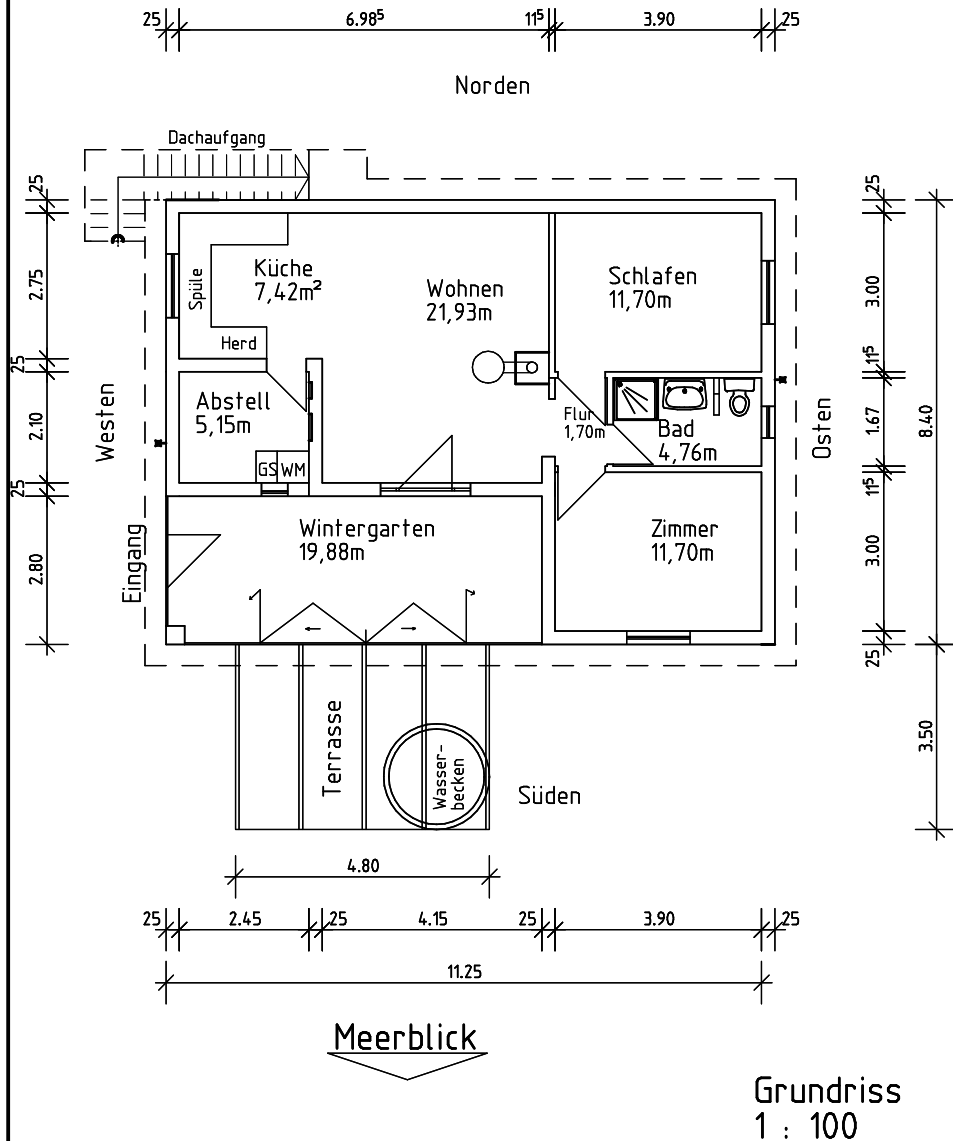 25
6.98⁵
11⁵
3.90
25
Norden
Dachaufgang
25
2.75
25
2.10
25
2.80
Westen
Eingang
Spüle
Küche
7,42m²
Herd
Wohnen
21,93m
Schlafen
11,70m
Abstell
5,15m
GS WM
Flur
1,70m
Bad
4,76m
Wintergarten
19,88m
Zimmer
11,70m
Osten
25
3.00
11⁵
1.67
11⁵
3.00
25
8.40
3.50
Terrasse
Wasser-
becken
Süden
4.80
25
2.45
25
4.15
25
3.90
25
11.25
Meerblick
Grundriss
1 : 100